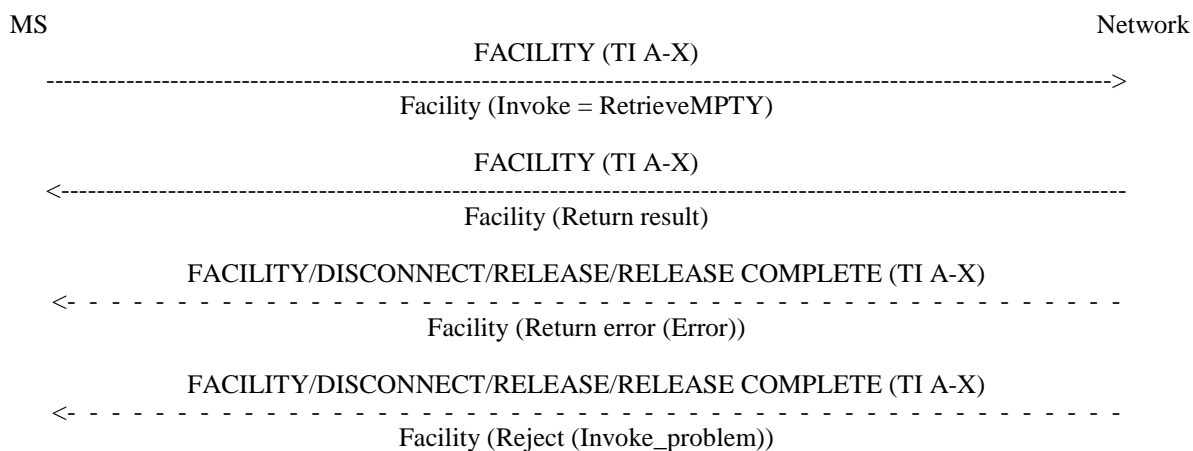 MS Network
FACILITY (TI A-X)
Facility (Invoke = RetrieveMPTY)
FACILITY (TI A-X)
Facility (Return result)
FACILITY/DISCONNECT/RELEASE/RELEASE COMPLETE (TI A-X)
Facility (Return error (Error))
FACILITY/DISCONNECT/RELEASE/RELEASE COMPLETE (TI A-X)
Facility (Reject (Invoke_problem))